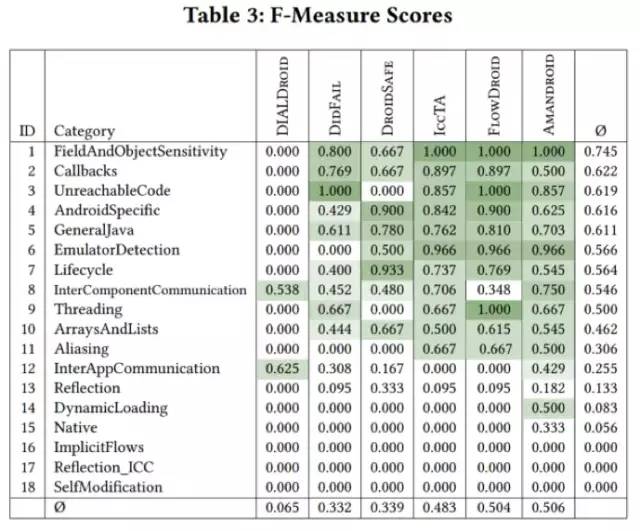 Table 3: F-Measure Scores
ID Category DIALDROID DIDFAIL DROIDSAFE ICCTA FLOWDROID AMANDROID Ø
1 FieldAndObjectSensitivity 0.000 0.800 0.667 1.000 1.000 1.000 0.745
2 Callbacks 0.000 0.769 0.667 0.897 0.897 0.500 0.622
3 UnreachableCode 0.000 1.000 0.000 0.857 1.000 0.857 0.619
4 AndroidSpecific 0.000 0.429 0.900 0.842 0.900 0.625 0.616
5 GeneralJava 0.000 0.611 0.780 0.762 0.810 0.703 0.611
6 EmulatorDetection 0.000 0.000 0.500 0.966 0.966 0.966 0.566
7 Lifecycle 0.000 0.400 0.933 0.737 0.769 0.545 0.564
8 InterComponentCommunication 0.538 0.452 0.480 0.706 0.348 0.750 0.546
9 Threading 0.000 0.667 0.000 0.667 1.000 0.667 0.500
10 ArraysAndLists 0.000 0.444 0.667 0.500 0.615 0.545 0.462
11 Aliasing 0.000 0.000 0.000 0.667 0.667 0.500 0.306
12 InterAppCommunication 0.625 0.308 0.167 0.000 0.000 0.429 0.255
13 Reflection 0.000 0.095 0.333 0.095 0.095 0.182 0.133
14 DynamicLoading 0.000 0.000 0.000 0.000 0.000 0.500 0.083
15 Native 0.000 0.000 0.000 0.000 0.000 0.333 0.056
16 ImplicitFlows 0.000 0.000 0.000 0.000 0.000 0.000 0.000
17 Reflection_ICC 0.000 0.000 0.000 0.000 0.000 0.000 0.000
18 SelfModification 0.000 0.000 0.000 0.000 0.000 0.000 0.000
Ø 0.065 0.332 0.339 0.483 0.504 0.506